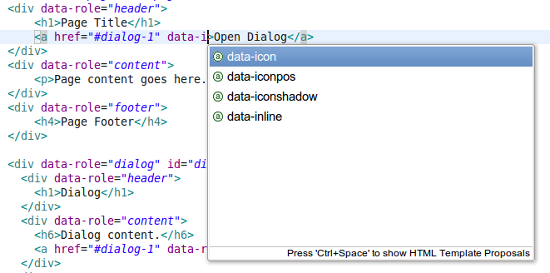 <div data-role="header">
<h1>Page Title</h1>
<a href="#dialog-1" data-i>Open Dialog</a>
</div>
<div data-role="content">
<p>Page content goes here.
</div>
<div data-role="footer">
<h4>Page Footer</h4>
</div>
<div data-role="dialog" id="di
<div data-role="header">
<h1>Dialog</h1>
</div>
<div data-role="content">
<h6>Dialog content.</h6>
<a href="#dialog-1" data-r
</div>
data-icon
data-iconpos
data-iconshadow
data-inline
Press 'Ctrl+Space' to show HTML Template Proposals